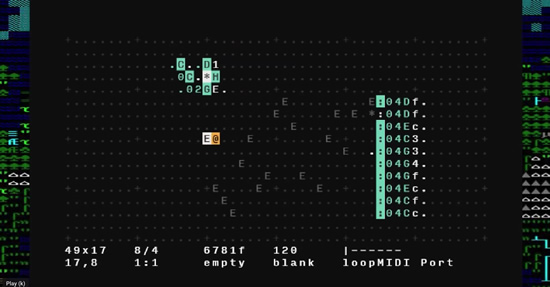 .C..D1
0C.*M
.02GE.
E E :04Df.
E E E * :04Df.
E :04Ec.
E@ E E :04C3.
E .:04G3.
E :04G4.
E E :04Gf.
E E E E :04Ec.
E :04Cf.
E :04Cc.
49x17 8/4 6781f 120 |------
17,8 1:1 empty blank loopMIDI Port
Play (k)